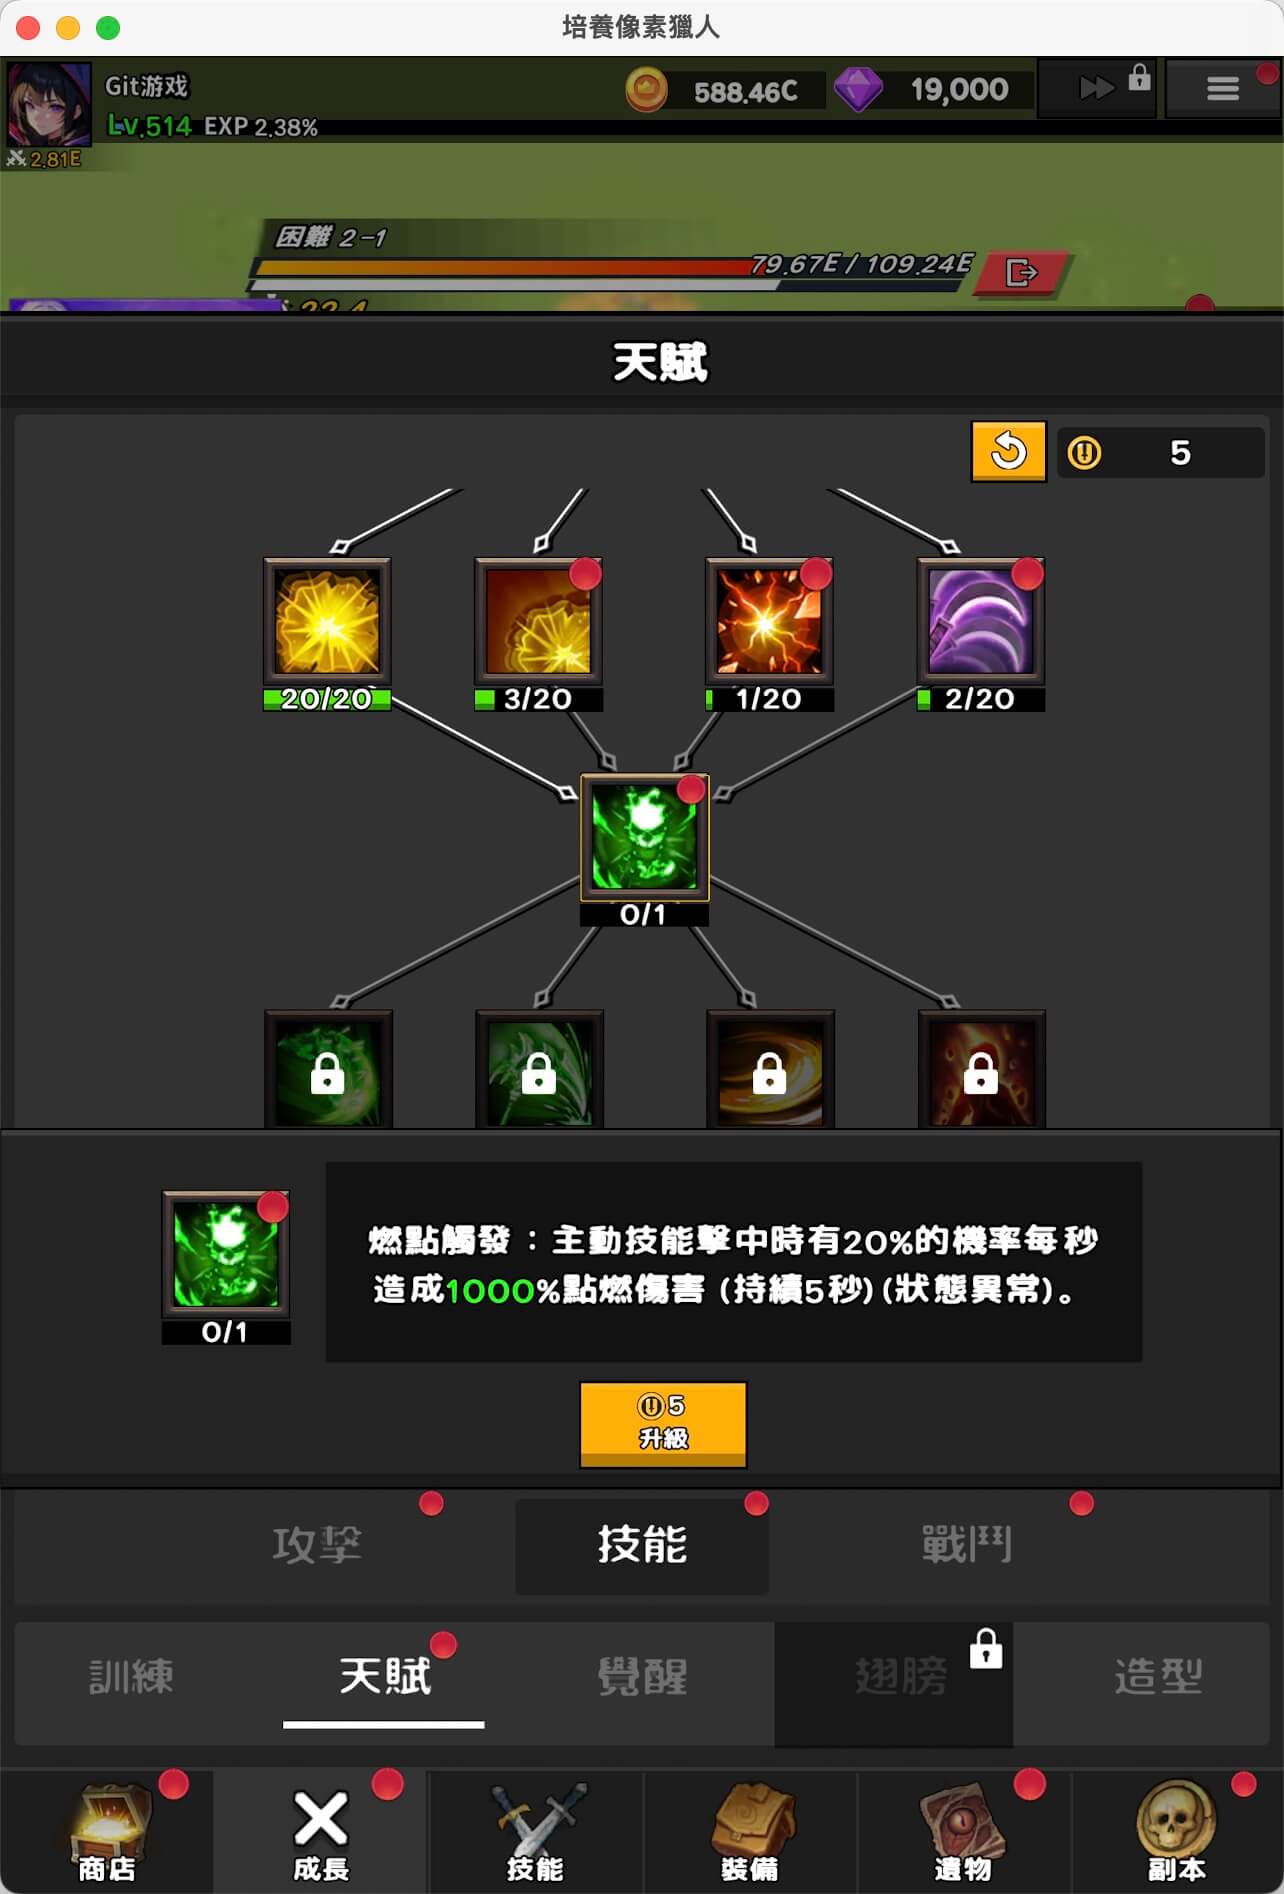 培養像素獵人
Git游戏
588.46C
19,000
Lv.514 EXP 2.38%
2.81E
困難 2-1
79.67E / 109.24E
天賦
5
20/20
3/20
1/20
2/20
0/1
燃點觸發：主動技能擊中時有20%的機率每秒
造成1000%點燃傷害 (持續5秒) (狀態異常)。
0/1
5
升級
攻擊
技能
戰鬥
訓練
天賦
覺醒
翅膀
造型
商店
成長
技能
裝備
遺物
副本